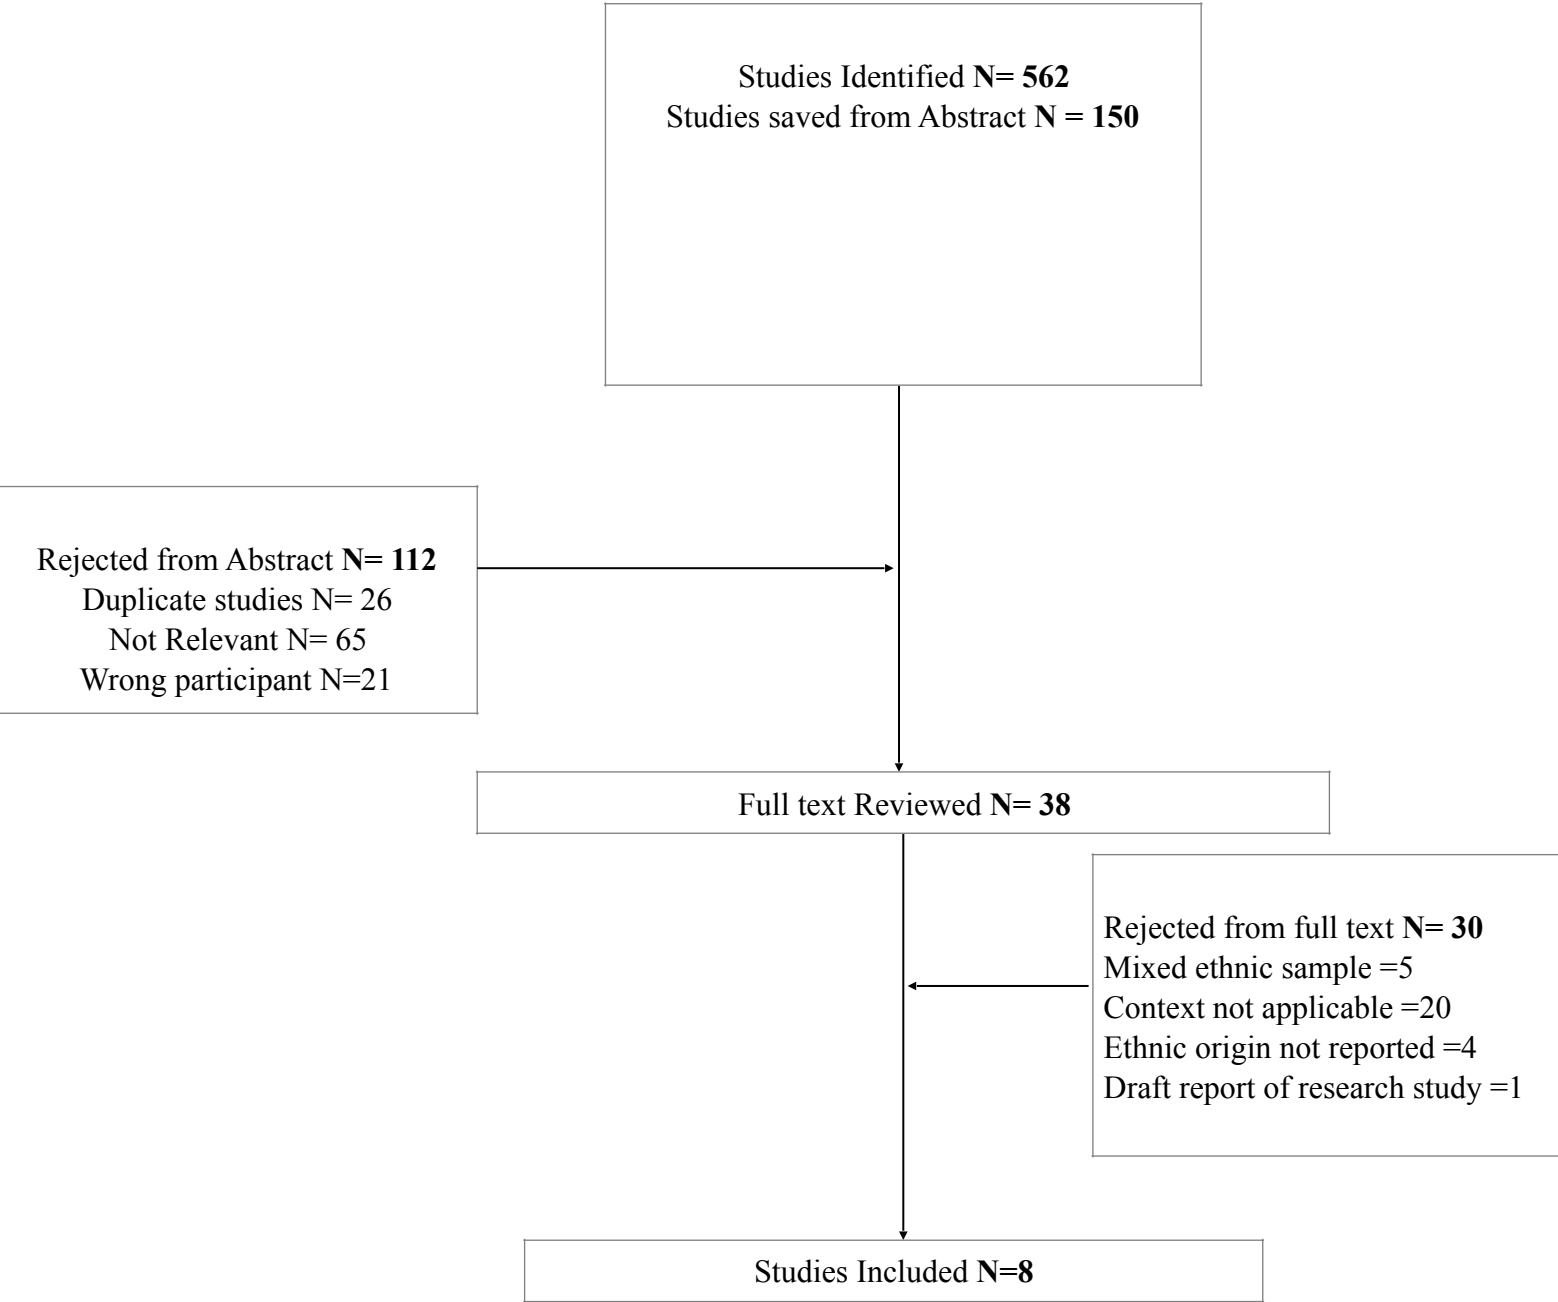 Studies Identified N= 562
Studies saved from Abstract N = 150
Rejected from Abstract N= 112
Duplicate studies N= 26
Not Relevant N= 65
Wrong participant N=21
Full text Reviewed N= 38
Rejected from full text N= 30
Mixed ethnic sample =5
Context not applicable =20
Ethnic origin not reported =4
Draft report of research study =1
Studies Included N=8